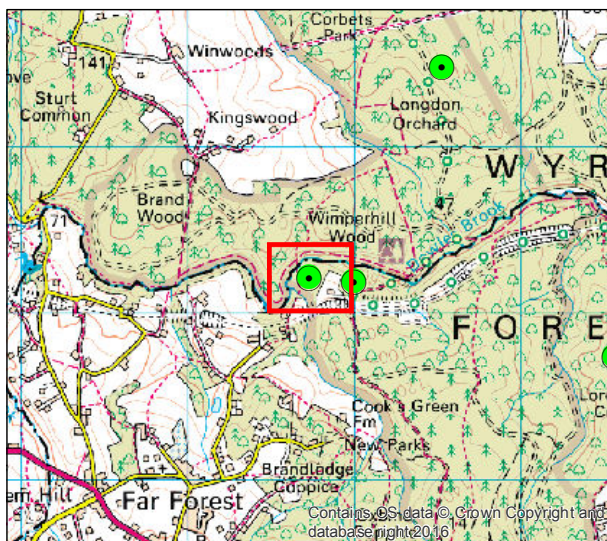 Corbets
Park
Winwoods
141
Sturt
Common
Longdon
Orchard
Kingswood
W Y R
Brand
Wood
Wimperhill
Wood
47
Brook
71
F O R E
Cook's Green
Fm
New Parks
Brandlodge
Coppice
Hill
Far Forest
Contains OS data © Crown Copyright and
database right 2016